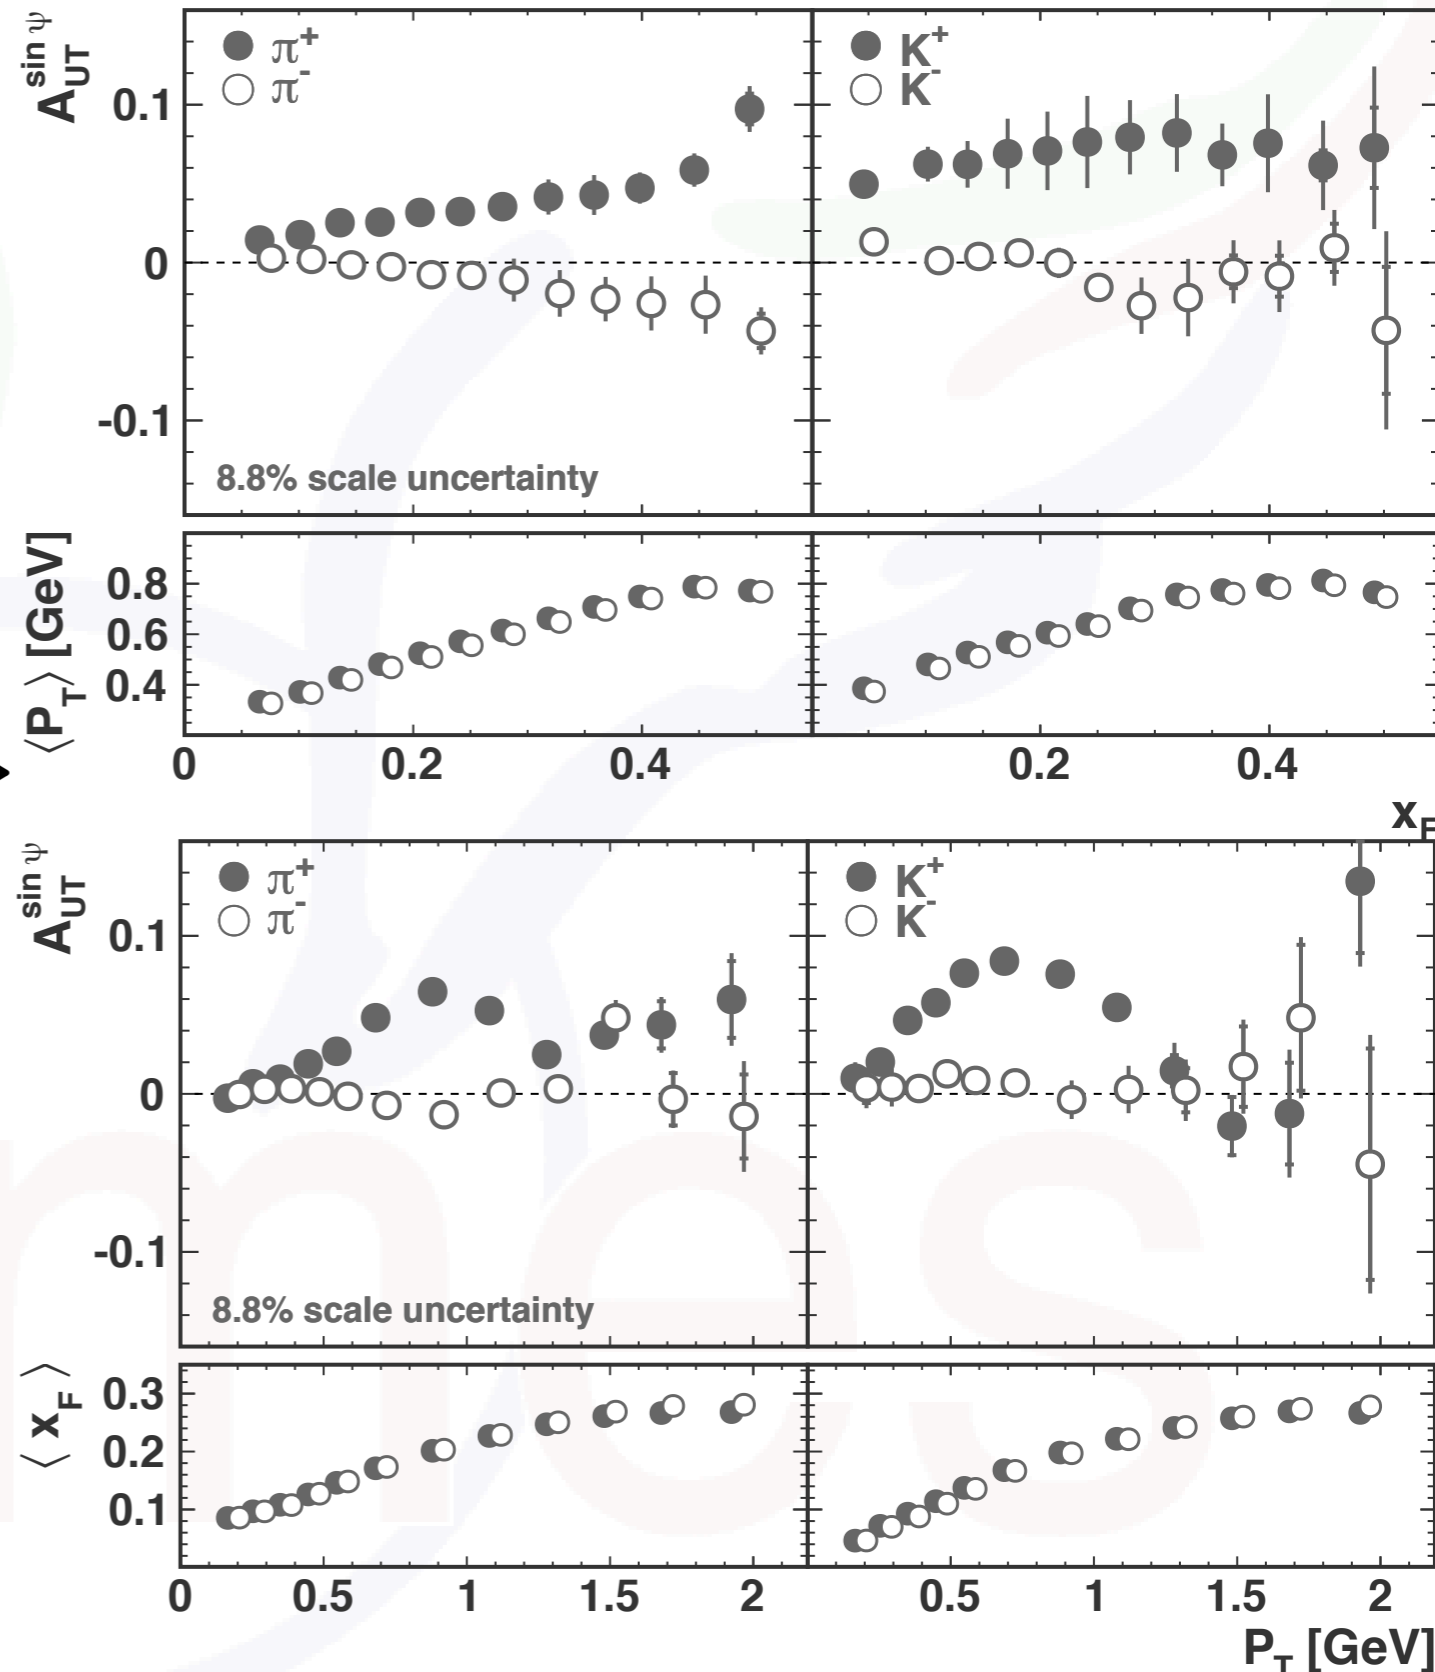 A_UT^sin ψ
π+
π-
K+
K-
0.1
0
-0.1
8.8% scale uncertainty
⟨P_T⟩ [GeV]
0.8
0.6
0.4
0 0.2 0.4 0.2 0.4
x_F
A_UT^sin ψ
π+
π-
K+
K-
0.1
0
-0.1
8.8% scale uncertainty
⟨ x_F ⟩
0.3
0.2
0.1
0 0.5 1 1.5 2 0.5 1 1.5 2
P_T [GeV]
mes